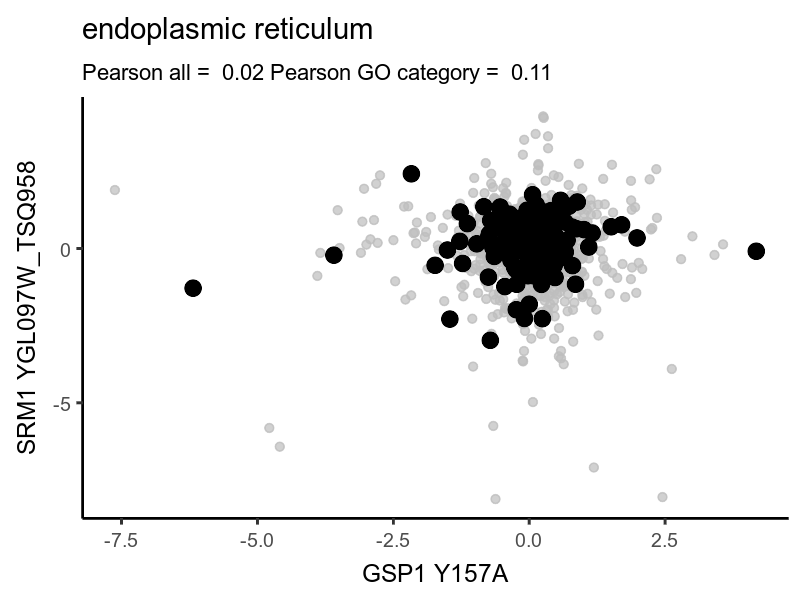 endoplasmic reticulum
Pearson all =  0.02 Pearson GO category =  0.11
SRM1 YGL097W_TSQ958
0
-5
-7.5
-5.0
-2.5
0.0
2.5
GSP1 Y157A